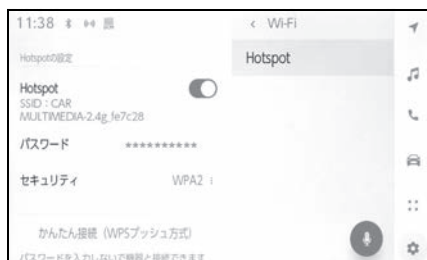 11:38
Wi-Fi
Hotspotの設定
Hotspot
Hotspot
SSID：CAR
MULTIMEDIA-2.4g_fe7c28
パスワード **********
セキュリティ WPA2
かんたん接続（WPSプッシュ方式）
パスワードを入力しないで機器と接続できます